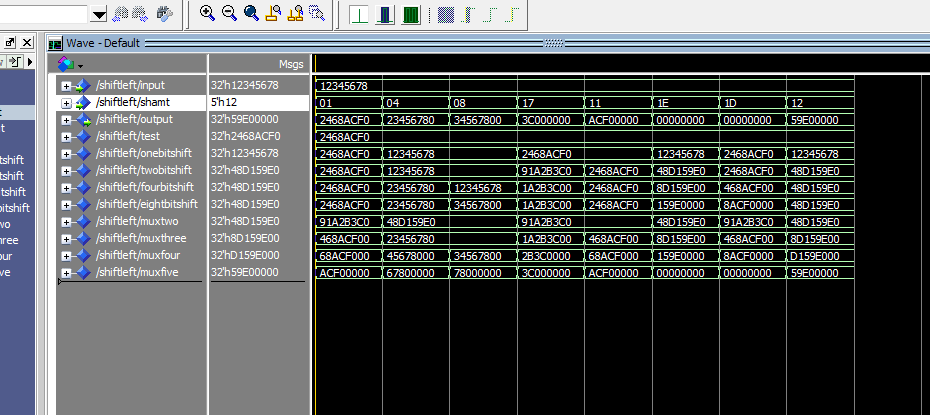 Wave - Default
Msgs
/shiftleft/input 32'h12345678 12345678
/shiftleft/shamt 5'h12 01 04 08 17 11 1E 1D 12
/shiftleft/output 32'h59E00000 2468ACF0 23456780 34567800 3C000000 ACF00000 00000000 00000000 59E00000
/shiftleft/test 32'h2468ACF0 2468ACF0
/shiftleft/onebitshift 32'h12345678 2468ACF0 12345678 2468ACF0 12345678 2468ACF0 12345678
/shiftleft/twobitshift 32'h48D159E0 2468ACF0 12345678 91A2B3C0 2468ACF0 48D159E0 2468ACF0 48D159E0
/shiftleft/fourbitshift 32'h48D159E0 2468ACF0 23456780 12345678 1A2B3C00 2468ACF0 8D159E00 468ACF00 48D159E0
/shiftleft/eightbitshift 32'h48D159E0 2468ACF0 23456780 34567800 1A2B3C00 2468ACF0 159E0000 8ACF0000 48D159E0
/shiftleft/muxtwo 32'h48D159E0 91A2B3C0 48D159E0 91A2B3C0 48D159E0 91A2B3C0 48D159E0
/shiftleft/muxthree 32'h8D159E00 468ACF00 23456780 1A2B3C00 468ACF00 8D159E00 468ACF00 8D159E00
/shiftleft/muxfour 32'hD159E000 68ACF000 45678000 34567800 2B3C0000 68ACF000 159E0000 8ACF0000 D159E000
/shiftleft/muxfive 32'h59E00000 ACF00000 67800000 78000000 3C000000 ACF00000 00000000 00000000 59E00000
bitshift
bitshift
bitshift
bitshift
wo
hree
our
ve